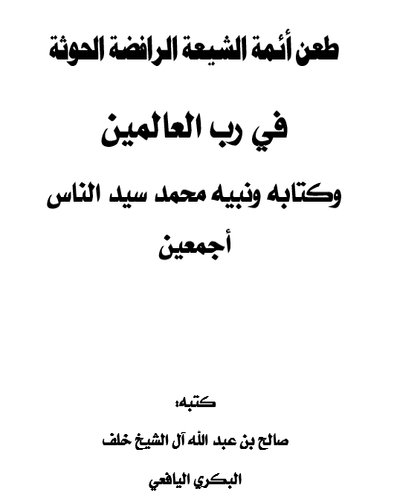 طعن أئمة الشيعة الرافضة الحوثة
في رب العالمين
وكتابه ونبيه محمد سيد الناس
أجمعين
كتبه:
صالح بن عبد الله آل الشيخ خلف
البكري اليافعي